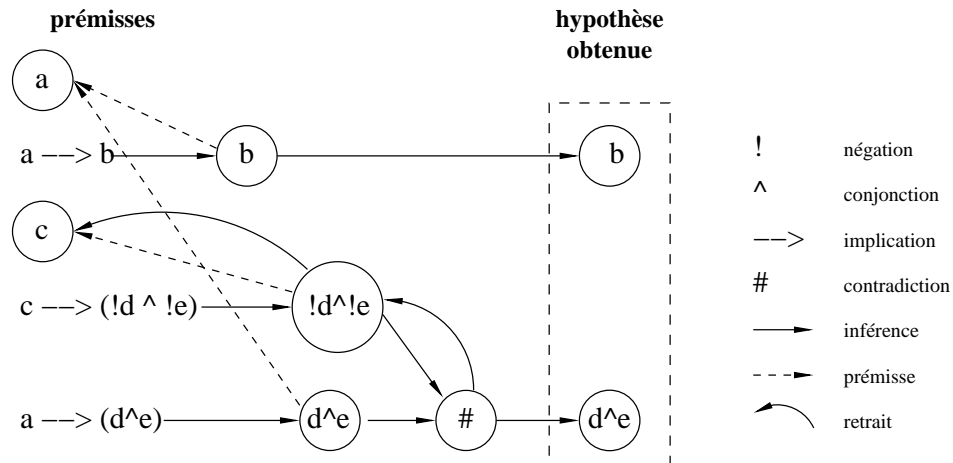 prémisses
hypothèse
obtenue
a
a --> b
b
b
c
c --> (!d ^ !e)
!d^!e
a --> (d^e)
d^e
#
d^e
! négation
^ conjonction
--> implication
# contradiction
inférence
prémisse
retrait